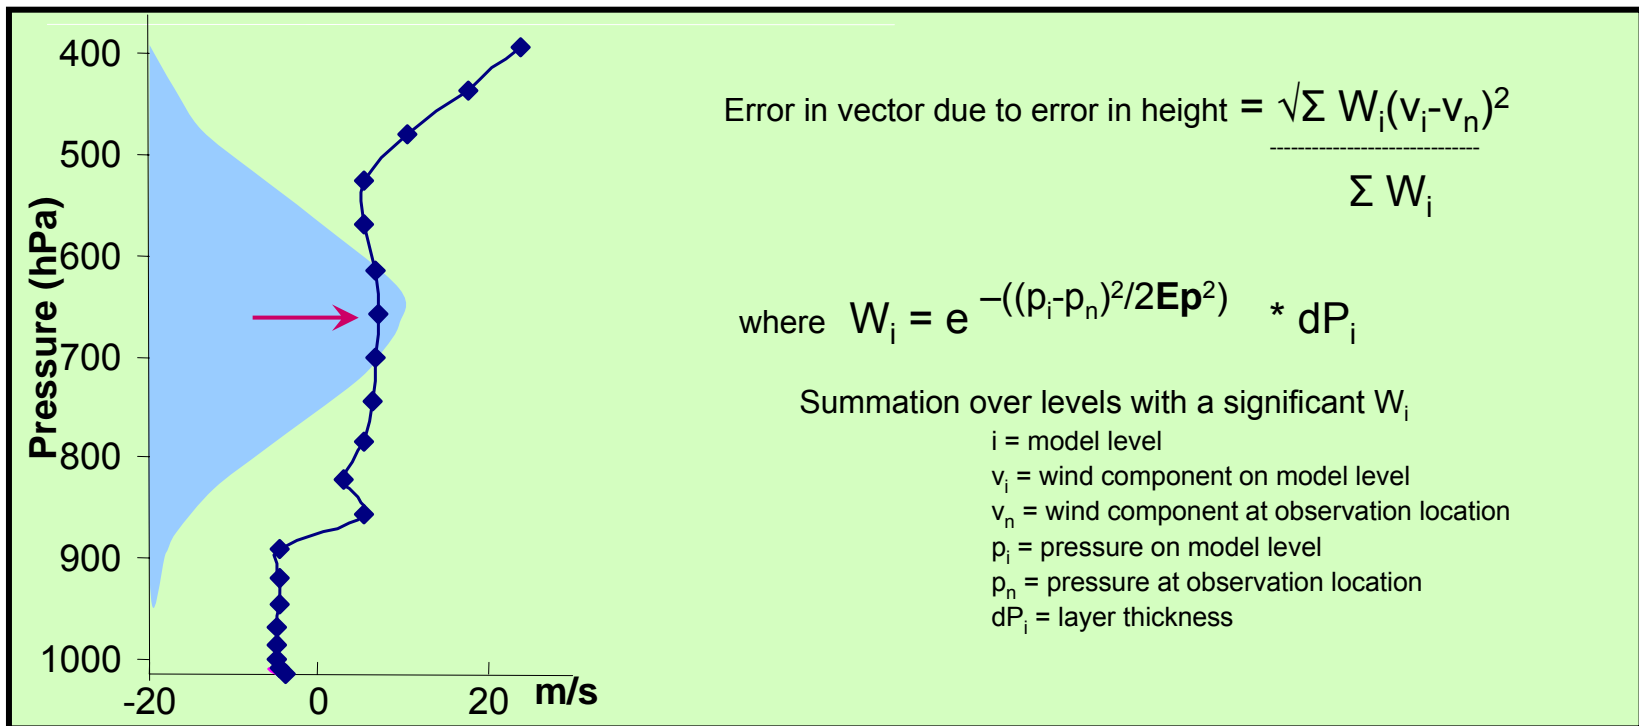 400
500
600
700
800
900
1000
Pressure (hPa)
-20 0 20 m/s
Error in vector due to error in height = √Σ Wᵢ(vᵢ-vₙ)²
------------------------------
Σ Wᵢ
where Wᵢ = e –((pᵢ-pₙ)²/2Ep²) * dPᵢ
Summation over levels with a significant Wᵢ
i = model level
vᵢ = wind component on model level
vₙ = wind component at observation location
pᵢ = pressure on model level
pₙ = pressure at observation location
dPᵢ = layer thickness